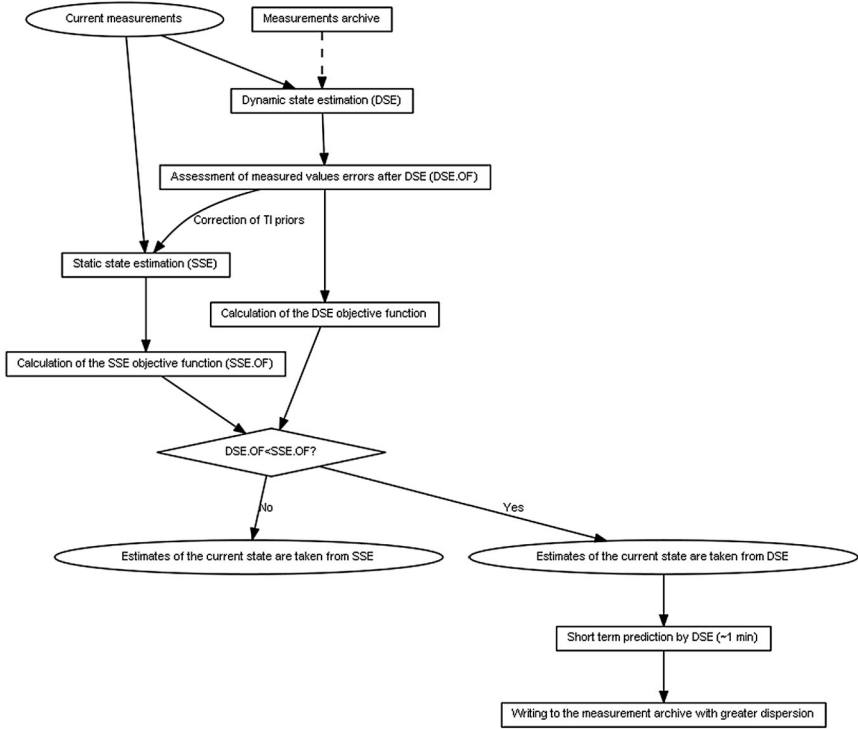 Current measurements
Measurements archive
Dynamic state estimation (DSE)
Assessment of measured values errors after DSE (DSE.OF)
Correction of TI priors
Static state estimation (SSE)
Calculation of the DSE objective function
Calculation of the SSE objective function (SSE.OF)
DSE.OF<SSE.OF?
No
Yes
Estimates of the current state are taken from SSE
Estimates of the current state are taken from DSE
Short term prediction by DSE (~1 min)
Writing to the measurement archive with greater dispersion